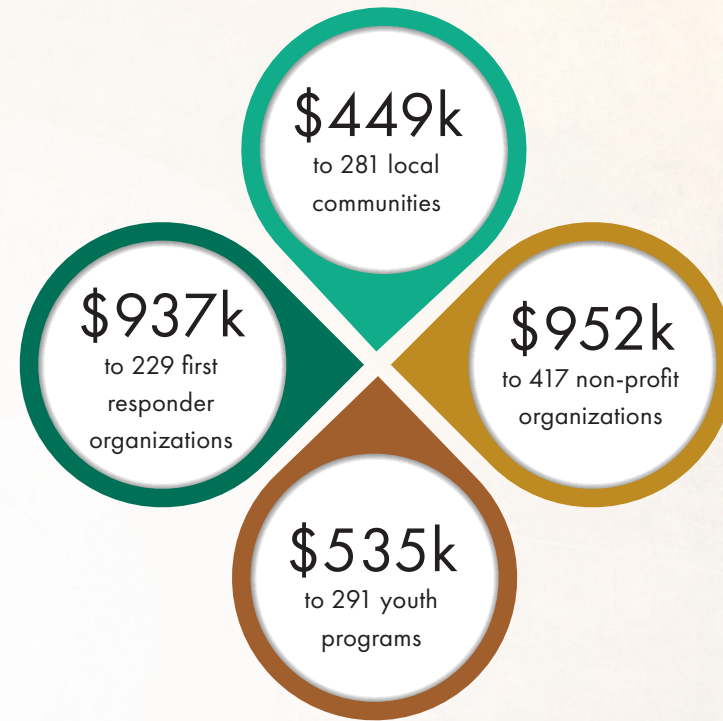 $449k
to 281 local
communities
$937k
to 229 first
responder
organizations
$952k
to 417 non-profit
organizations
$535k
to 291 youth
programs